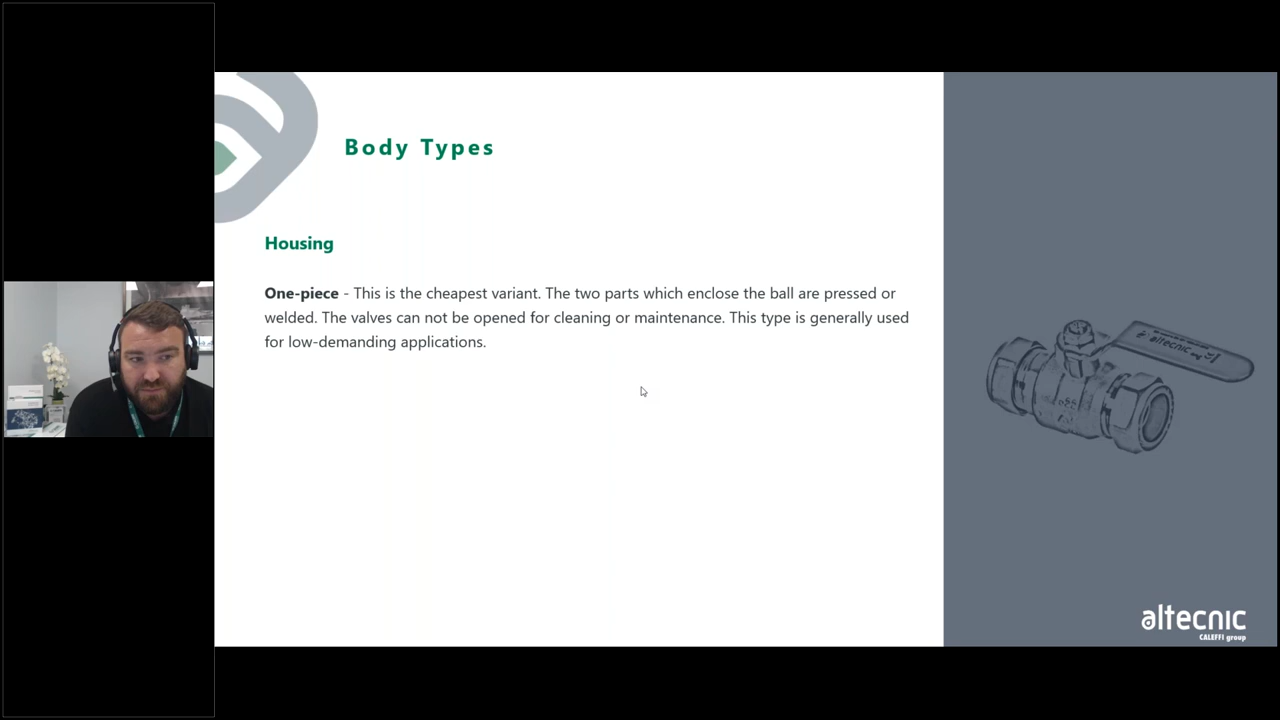 Body Types
Housing
One-piece - This is the cheapest variant. The two parts which enclose the ball are pressed or
welded. The valves can not be opened for cleaning or maintenance. This type is generally used
for low-demanding applications.
altecnic
altecnic
CALEFFI group